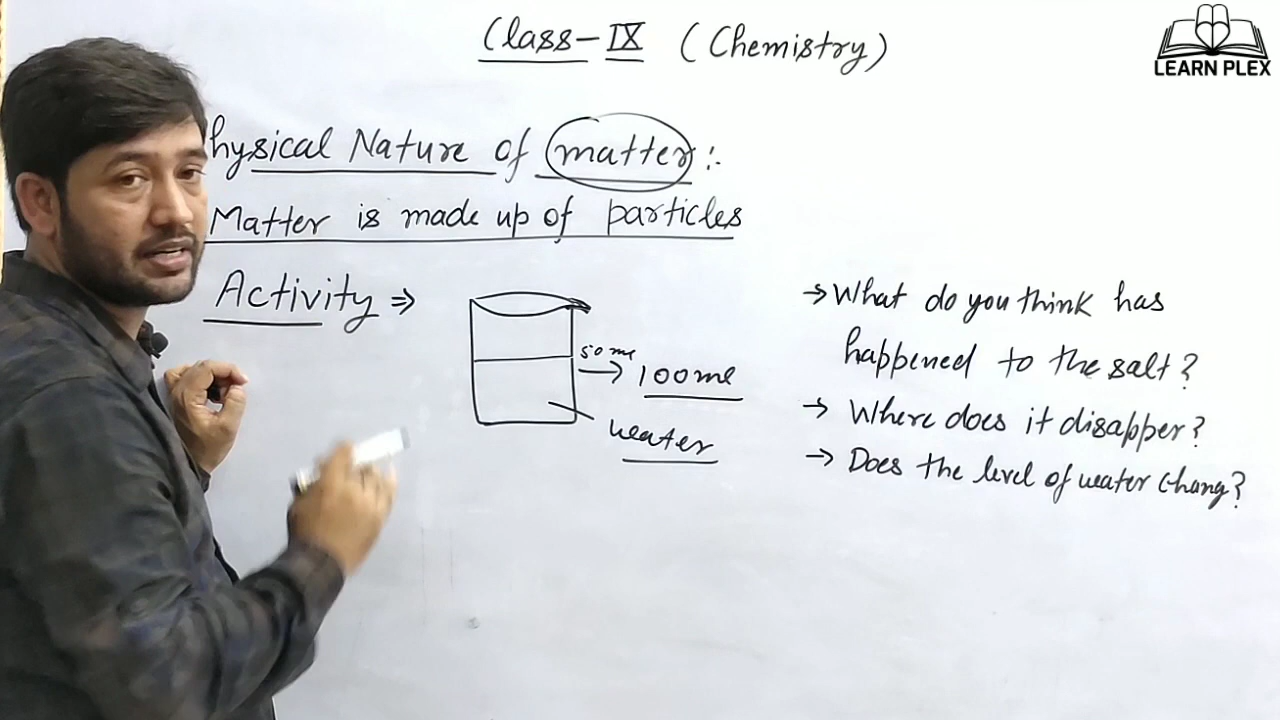 Class-IX (Chemistry)
LEARN PLEX
hysical Nature of matter :-
Matter is made up of particles
Activity ⇒
50 ml
→ 100 ml
water
→ What do you think has
happened to the salt?
→ Where does it disapper?
→ Does the level of water chang?